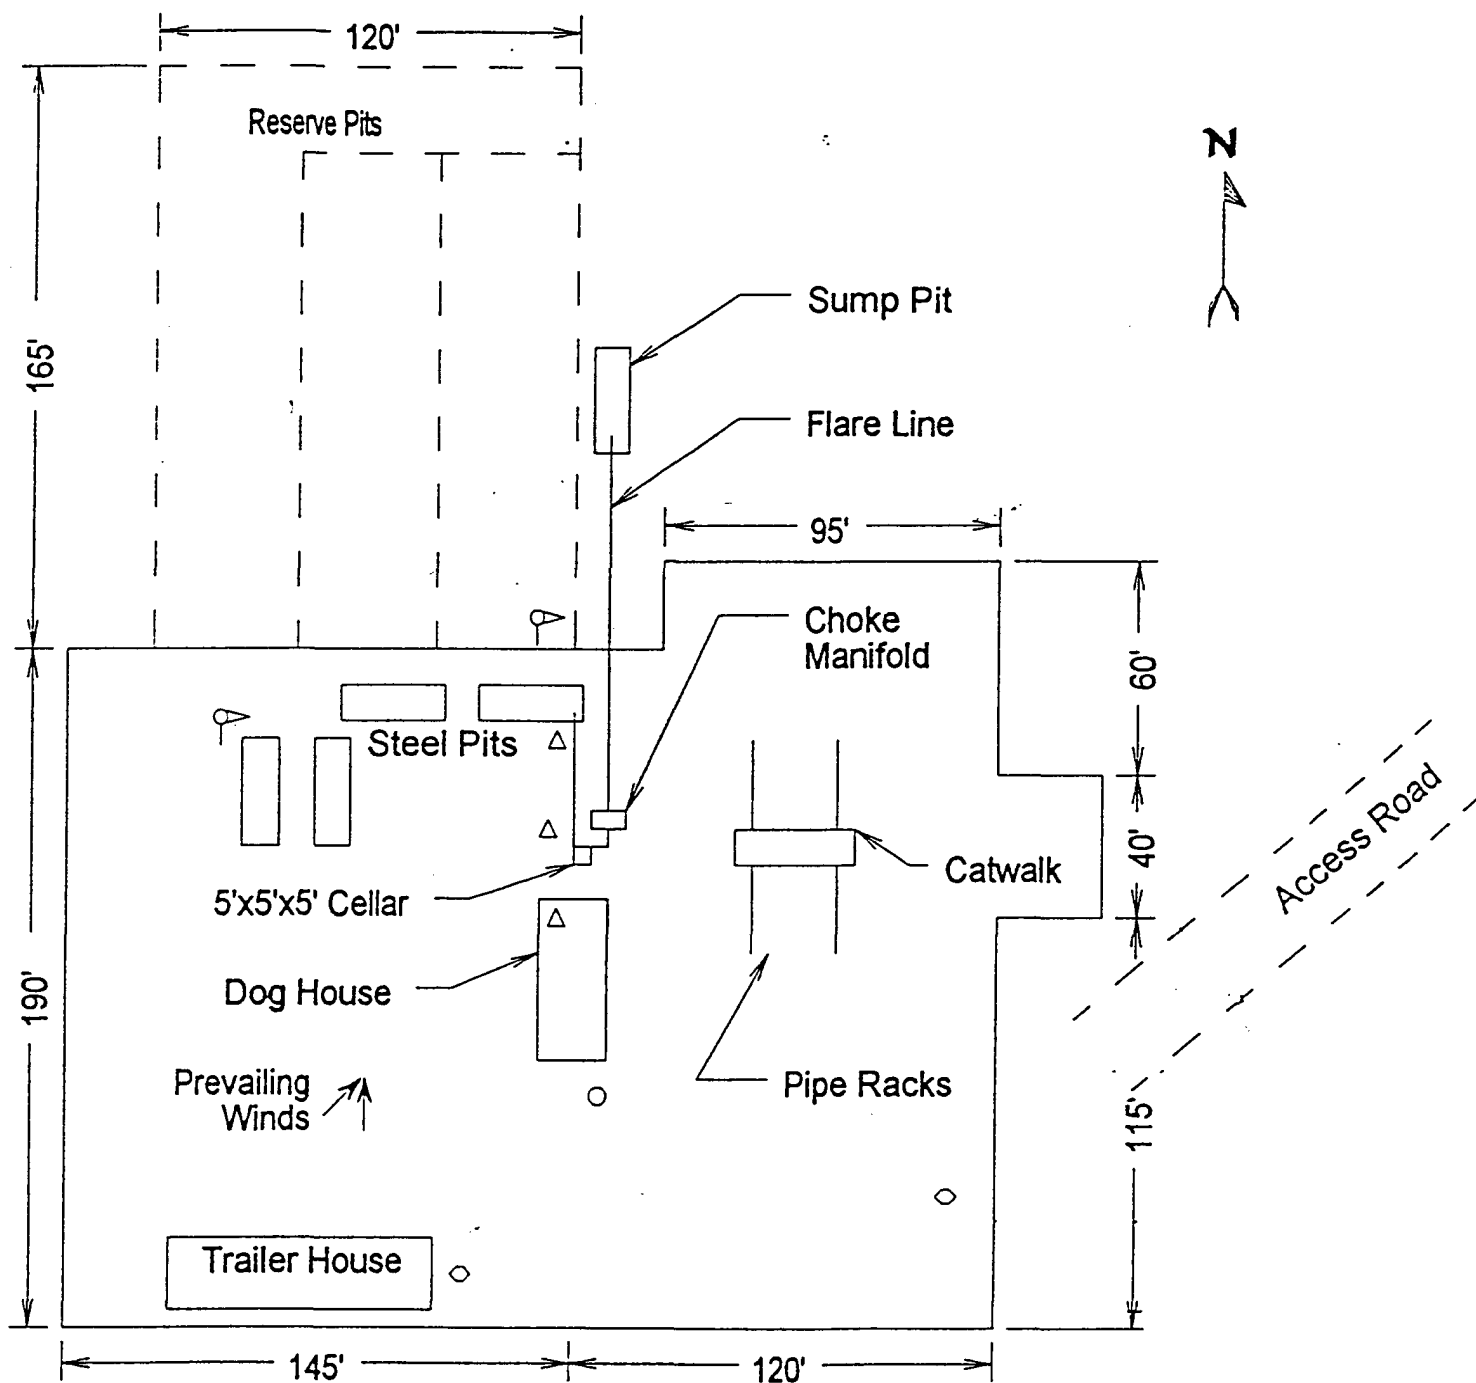 120'
Reserve Pits
N
Sump Pit
165'
Flare Line
95'
Choke
Manifold
60'
Steel Pits
Access Road
40'
Catwalk
5'x5'x5' Cellar
Dog House
190'
Prevailing
Winds
Pipe Racks
115'
Trailer House
145'
120'